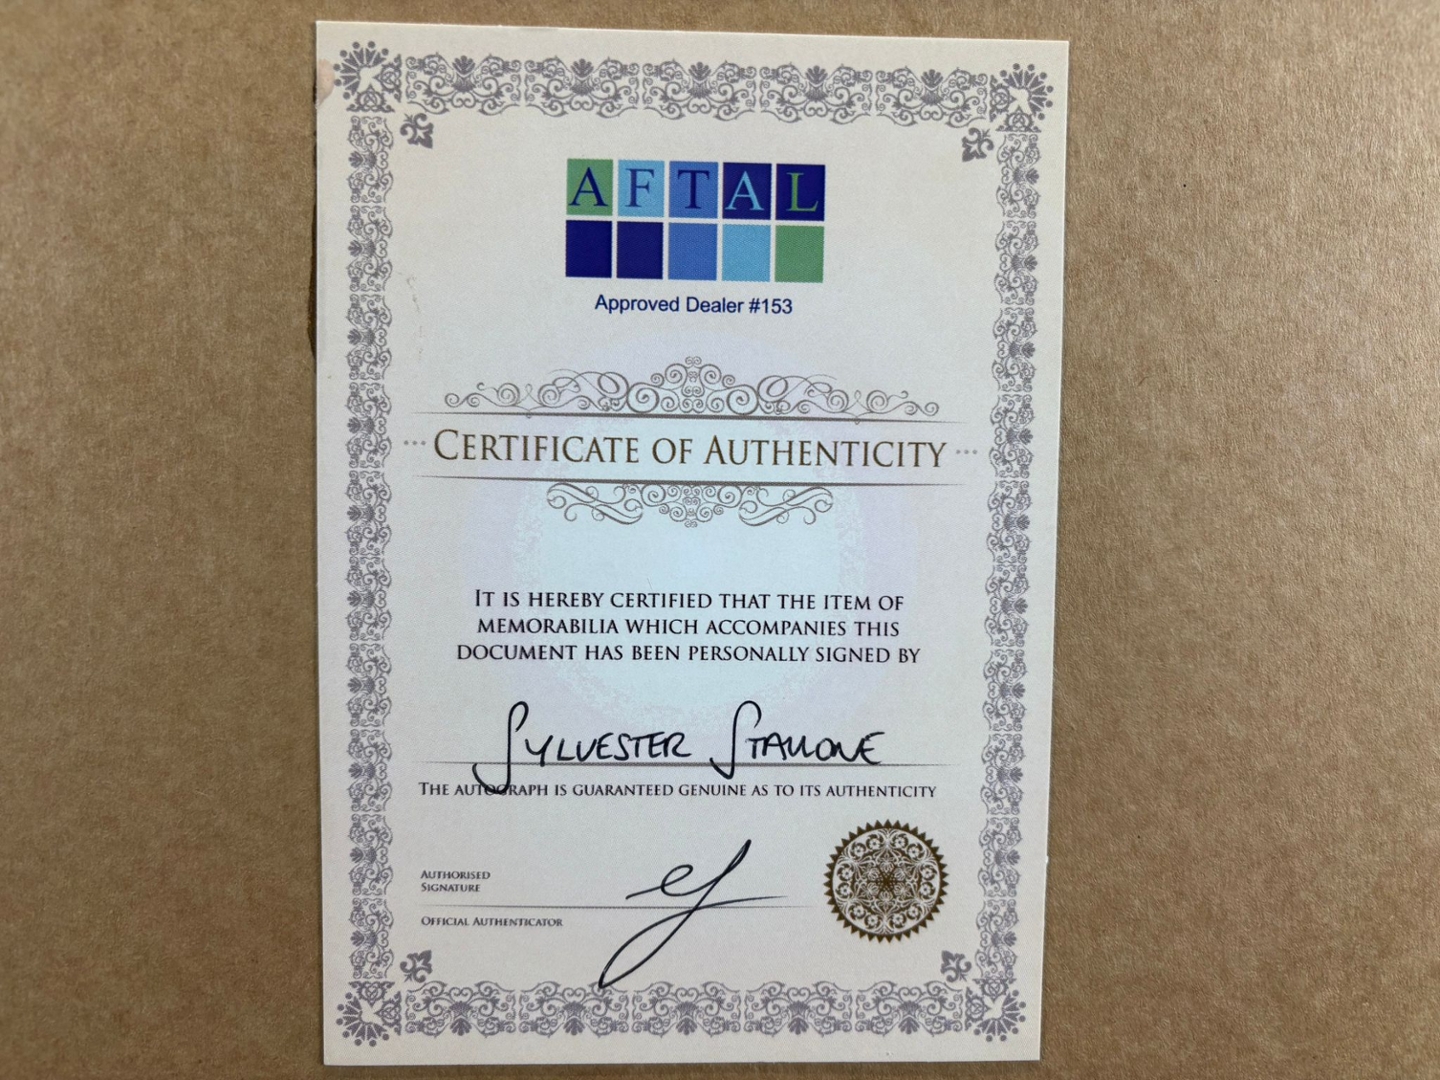 AFTAL
Approved Dealer #153
CERTIFICATE OF AUTHENTICITY
IT IS HEREBY CERTIFIED THAT THE ITEM OF
MEMORABILIA WHICH ACCOMPANIES THIS
DOCUMENT HAS BEEN PERSONALLY SIGNED BY
SYLVESTER STALLONE
THE AUTOGRAPH IS GUARANTEED GENUINE AS TO ITS AUTHENTICITY
AUTHORISED
SIGNATURE
OFFICIAL AUTHENTICATOR